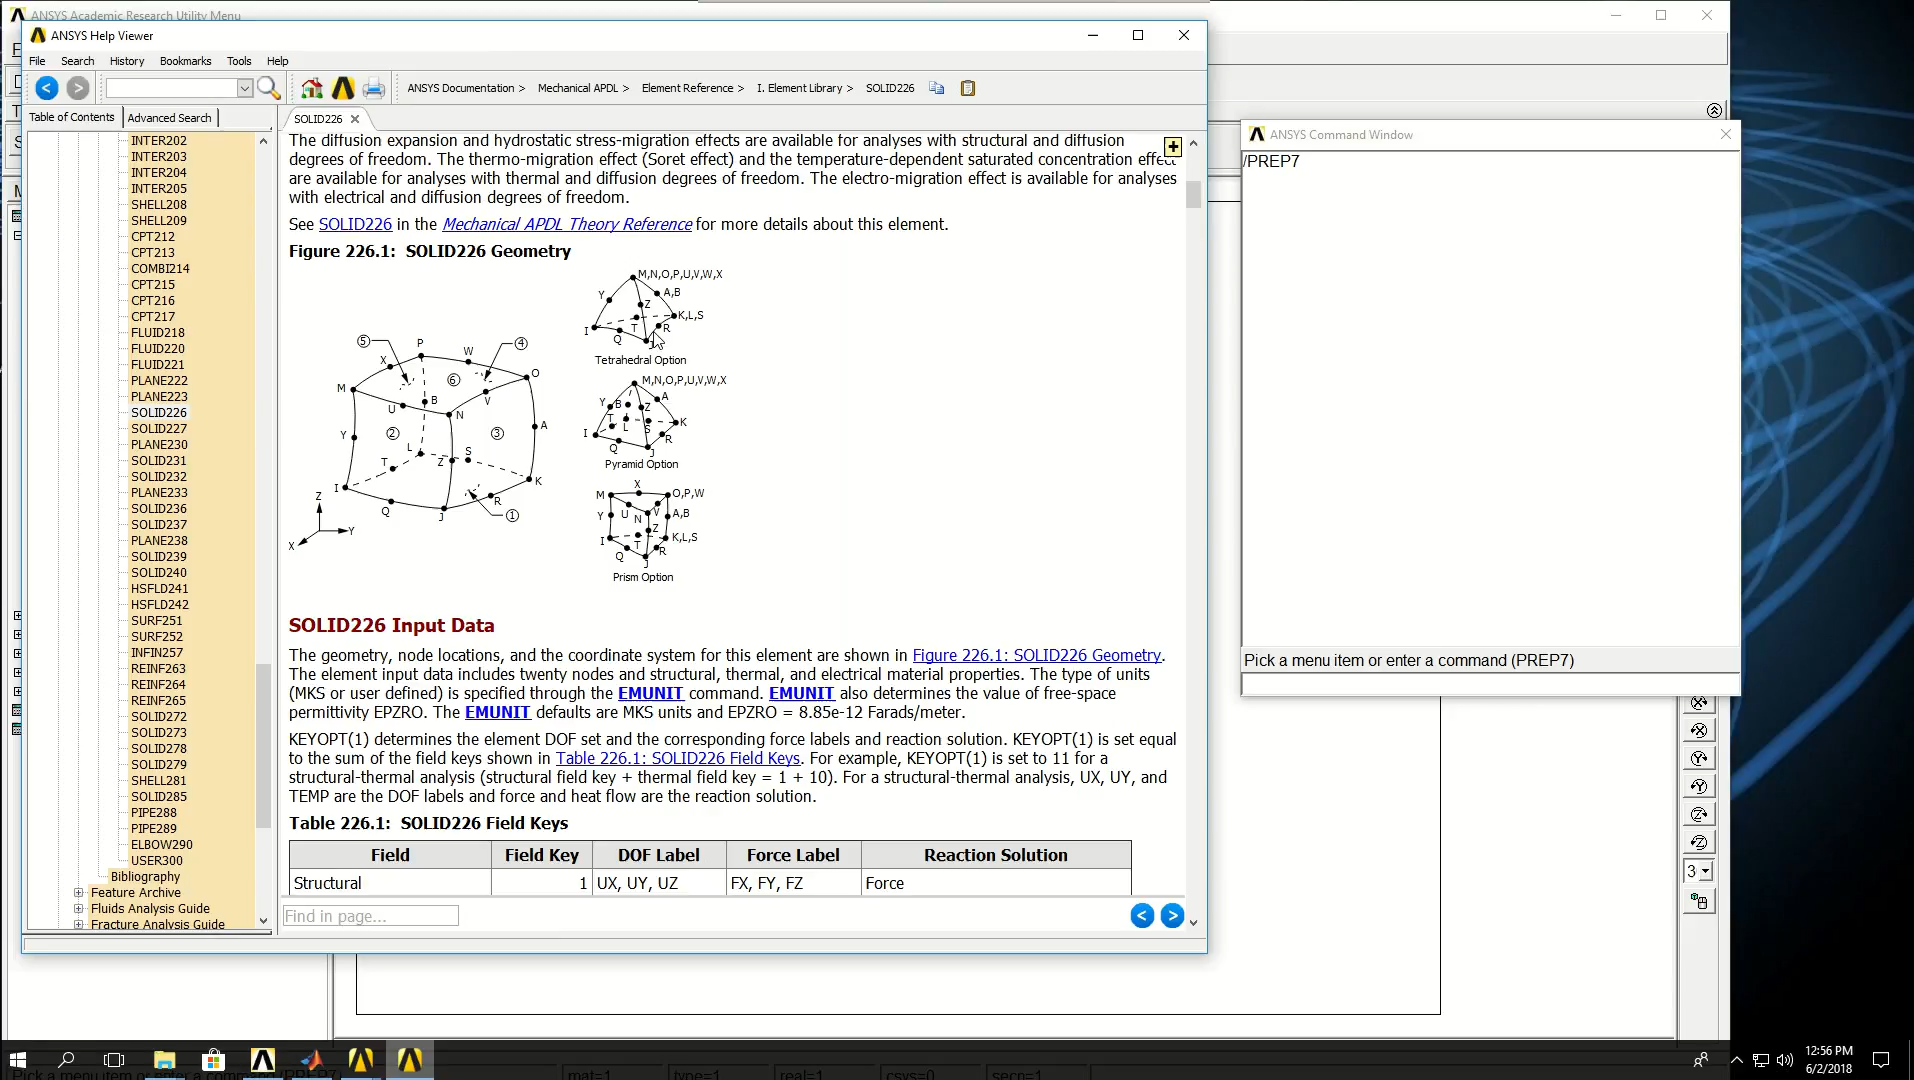 ANSYS Academic Research Utility Menu
ANSYS Help Viewer
File Search History Bookmarks Tools Help
ANSYS Documentation > Mechanical APDL > Element Reference > I. Element Library > SOLID226
Table of Contents Advanced Search
SOLID226
INTER202
INTER203
INTER204
INTER205
SHELL208
SHELL209
CPT212
CPT213
COMBI214
CPT215
CPT216
CPT217
FLUID218
FLUID220
FLUID221
PLANE222
PLANE223
SOLID226
SOLID227
PLANE230
SOLID231
SOLID232
PLANE233
SOLID236
SOLID237
PLANE238
SOLID239
SOLID240
HSFLD241
HSFLD242
SURF251
SURF252
INFIN257
REINF263
REINF264
REINF265
SOLID272
SOLID273
SOLID278
SOLID279
SHELL281
SOLID285
PIPE288
PIPE289
ELBOW290
USER300
Bibliography
Feature Archive
Fluids Analysis Guide
Fracture Analysis Guide
The diffusion expansion and hydrostatic stress-migration effects are available for analyses with structural and diffusion
degrees of freedom. The thermo-migration effect (Soret effect) and the temperature-dependent saturated concentration effect
are available for analyses with thermal and diffusion degrees of freedom. The electro-migration effect is available for analyses
with electrical and diffusion degrees of freedom.
See SOLID226 in the Mechanical APDL Theory Reference for more details about this element.
Figure 226.1: SOLID226 Geometry
5 P W 4
X 6 O
M B
U V
N
2 3 A
Y L
T Z S
I K
Q R
J 1
Z
Y
X
M,N,O,P,U,V,W,X
Y A,B
Z
K,L,S
I T R
Q J
Tetrahedral Option
M,N,O,P,U,V,W,X
Y B Z A
T K
I L S R
Q J
Pyramid Option
X
M O,P,W
Y U N V A,B
Z
I T K,L,S
Q R
J
Prism Option
SOLID226 Input Data
The geometry, node locations, and the coordinate system for this element are shown in Figure 226.1: SOLID226 Geometry.
The element input data includes twenty nodes and structural, thermal, and electrical material properties. The type of units
(MKS or user defined) is specified through the EMUNIT command. EMUNIT also determines the value of free-space
permittivity EPZRO. The EMUNIT defaults are MKS units and EPZRO = 8.85e-12 Farads/meter.
KEYOPT(1) determines the element DOF set and the corresponding force labels and reaction solution. KEYOPT(1) is set equal
to the sum of the field keys shown in Table 226.1: SOLID226 Field Keys. For example, KEYOPT(1) is set to 11 for a
structural-thermal analysis (structural field key + thermal field key = 1 + 10). For a structural-thermal analysis, UX, UY, and
TEMP are the DOF labels and force and heat flow are the reaction solution.
Table 226.1: SOLID226 Field Keys
Field Field Key DOF Label Force Label Reaction Solution
Structural 1 UX, UY, UZ FX, FY, FZ Force
Find in page...
ANSYS Command Window
/PREP7
Pick a menu item or enter a command (PREP7)
3
12:56 PM
6/2/2018